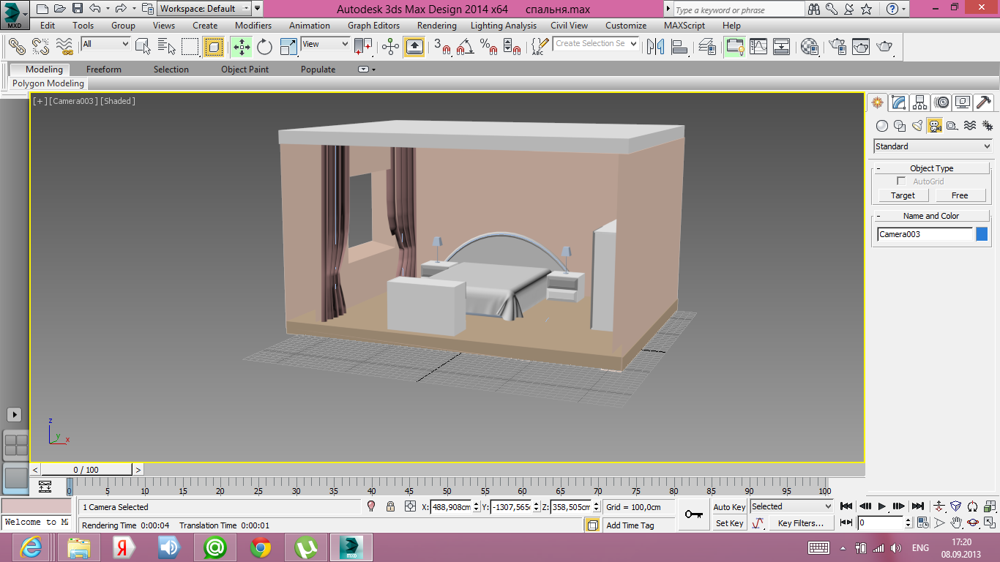 MXD
Workspace: Default
Autodesk 3ds Max Design 2014 x64 спальня.max
Type a keyword or phrase
Edit Tools Group Views Create Modifiers Animation Graph Editors Rendering Lighting Analysis Civil View Customize MAXScript Help
All
View
3
Create Selection Se
ABC
Modeling Freeform Selection Object Paint Populate
Polygon Modeling
[+] [Camera003] [Shaded]
Standard
- Object Type
AutoGrid
Target Free
- Name and Color
Camera003
z
y
x
< 0 / 100 >
0 5 10 15 20 25 30 35 40 45 50 55 60 65 70 75 80 85 90 95 100
1 Camera Selected
X: 488,908cm Y: -1307,565c Z: 358,505cm
Grid = 100,0cm
Auto Key Selected
Welcome to MA
Rendering Time 0:00:04 Translation Time 0:00:01
Add Time Tag
Set Key Key Filters...
0
Я
MXD
ENG
17:20
08.09.2013